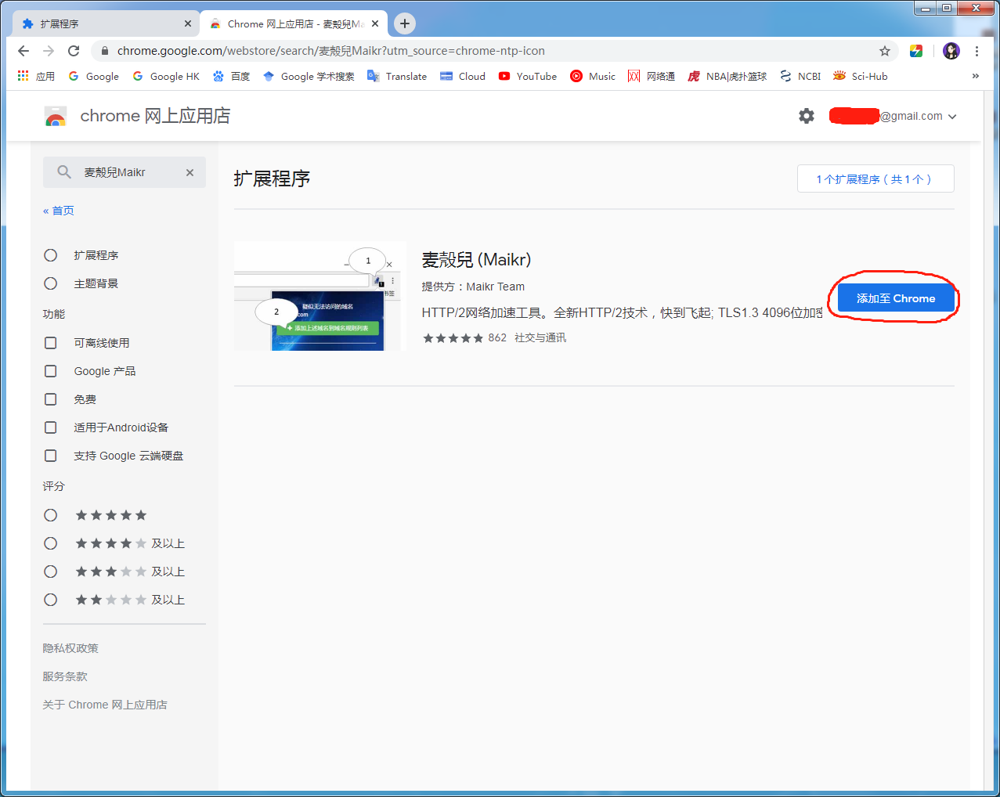 扩展程序
Chrome 网上应用店 - 麦殼兒Ma
chrome.google.com/webstore/search/麦殼兒Maikr?utm_source=chrome-ntp-icon
应用
Google
Google HK
百度
Google 学术搜索
Translate
Cloud
YouTube
Music
网络通
NBA|虎扑篮球
NCBI
Sci-Hub
»
chrome 网上应用店
@gmail.com
麦殼兒Maikr
« 首页
扩展程序
主题背景
功能
可离线使用
Google 产品
免费
适用于Android设备
支持 Google 云端硬盘
评分
及以上
及以上
及以上
隐私权政策
服务条款
关于 Chrome 网上应用店
扩展程序
1 个扩展程序（共 1 个）
1
书签
疑似无法访问的域名
2
com
+ 添加上述域名到域名规则列表
麦殼兒 (Maikr)
提供方：Maikr Team
HTTP/2网络加速工具。全新HTTP/2技术，快到飞起; TLS1.3 4096位加密
862 社交与通讯
添加至 Chrome